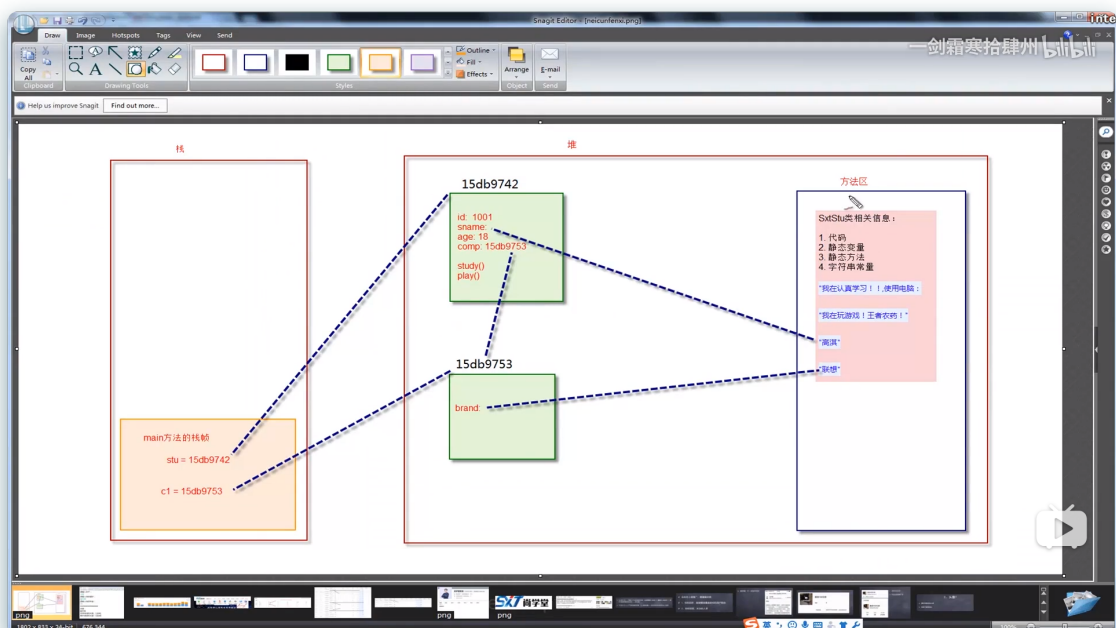 Snagit Editor - [neicunfenxi.png]
Draw Image Hotspots Tags View Send
一剑霜寒拾肆州 bilibili
Copy All
Clipboard
Drawing Tools
Styles
Outline
Fill
Effects
Arrange
Object
E-mail
Send
Help us improve Snagit
Find out more...
栈
堆
15db9742
方法区
id: 1001
sname:
age: 18
comp: 15db9753
study()
play()
SxtStu类相关信息：
1. 代码
2. 静态变量
3. 静态方法
4. 字符串常量
"我在认真学习！！,使用电脑：
"我在玩游戏！王者农药！"
"高淇"
"联想"
15db9753
brand:
main方法的栈帧
stu = 15db9742
c1 = 15db9753
png
png
SXT 尚学堂
png
英